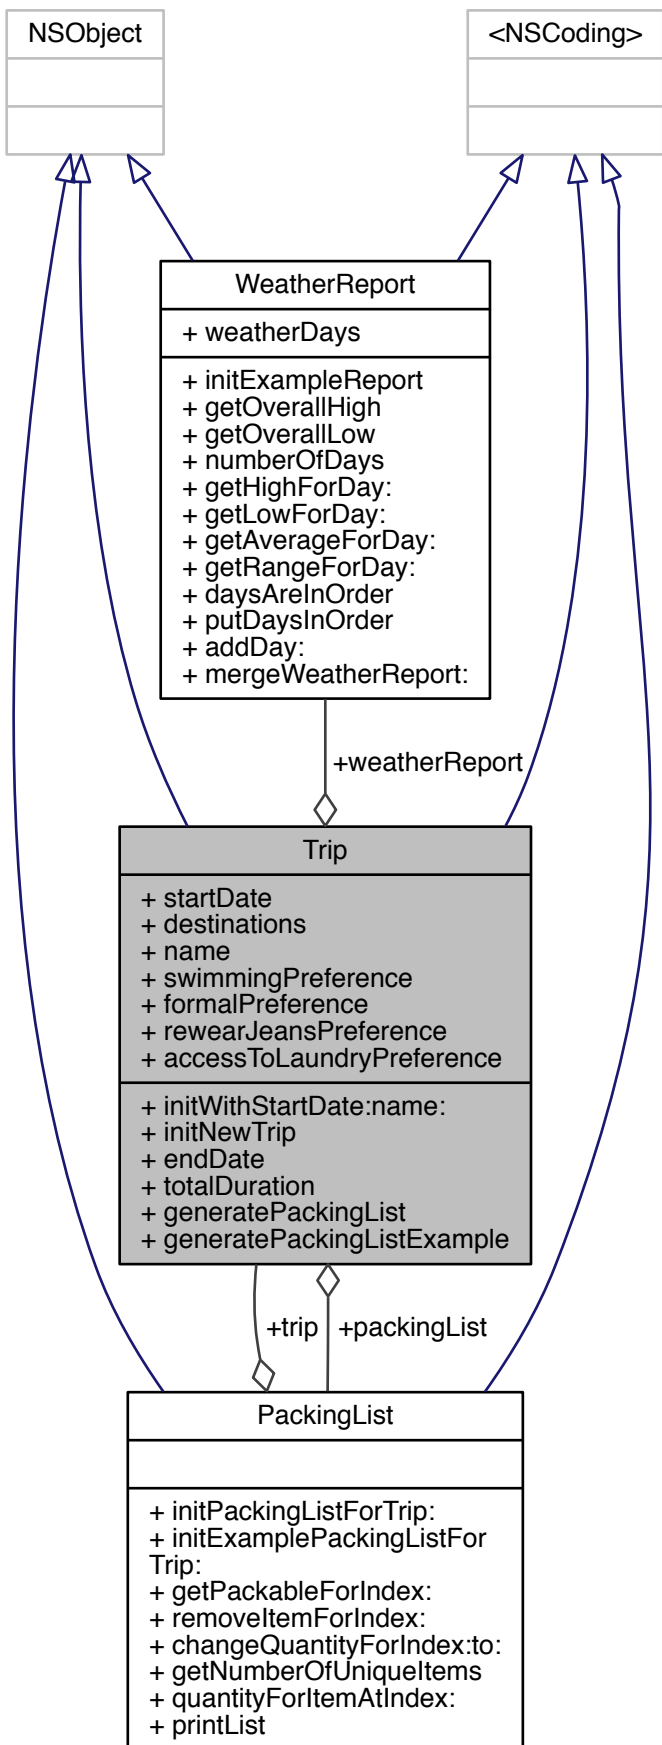 NSObject
<NSCoding>
WeatherReport
+ weatherDays
+ initExampleReport
+ getOverallHigh
+ getOverallLow
+ numberOfDays
+ getHighForDay:
+ getLowForDay:
+ getAverageForDay:
+ getRangeForDay:
+ daysAreInOrder
+ putDaysInOrder
+ addDay:
+ mergeWeatherReport:
+weatherReport
Trip
+ startDate
+ destinations
+ name
+ swimmingPreference
+ formalPreference
+ rewearJeansPreference
+ accessToLaundryPreference
+ initWithStartDate:name:
+ initNewTrip
+ endDate
+ totalDuration
+ generatePackingList
+ generatePackingListExample
+trip
+packingList
PackingList
+ initPackingListForTrip:
+ initExamplePackingListFor
Trip:
+ getPackableForIndex:
+ removeItemForIndex:
+ changeQuantityForIndex:to:
+ getNumberOfUniqueItems
+ quantityForItemAtIndex:
+ printList